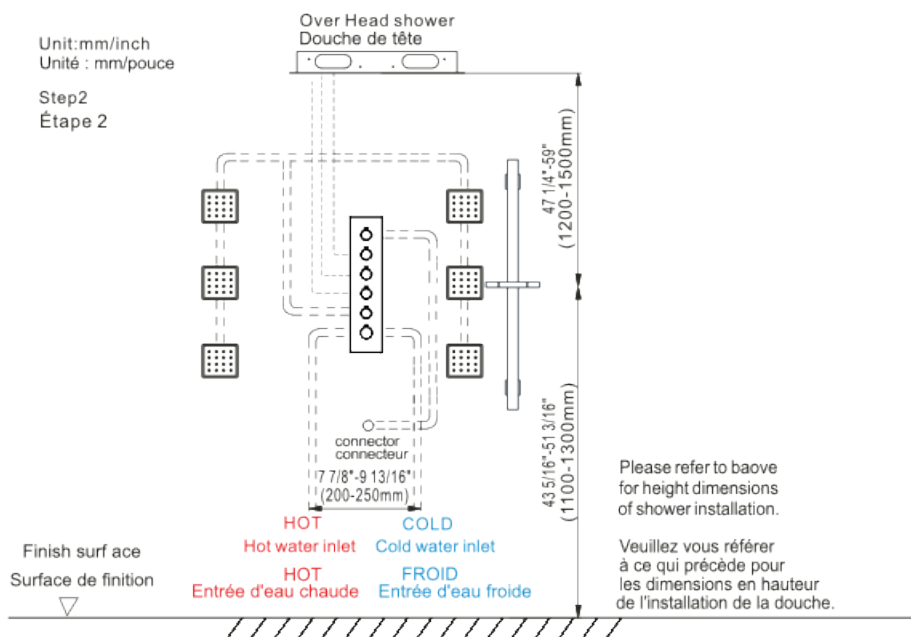 Over Head shower
Douche de tête
Unit:mm/inch
Unité : mm/pouce
Step2
Étape 2
47 1/4"-59"
(1200-1500mm)
43 5/16"-51 3/16"
(1100-1300mm)
connector
connecteur
7 7/8"-9 13/16"
(200-250mm)
HOT
Hot water inlet
HOT
Entrée d'eau chaude
COLD
Cold water inlet
FROID
Entrée d'eau froide
Please refer to baove
for height dimensions
of shower installation.
Veuillez vous référer
à ce qui précède pour
les dimensions en hauteur
de l'installation de la douche.
Finish surf ace
Surface de finition